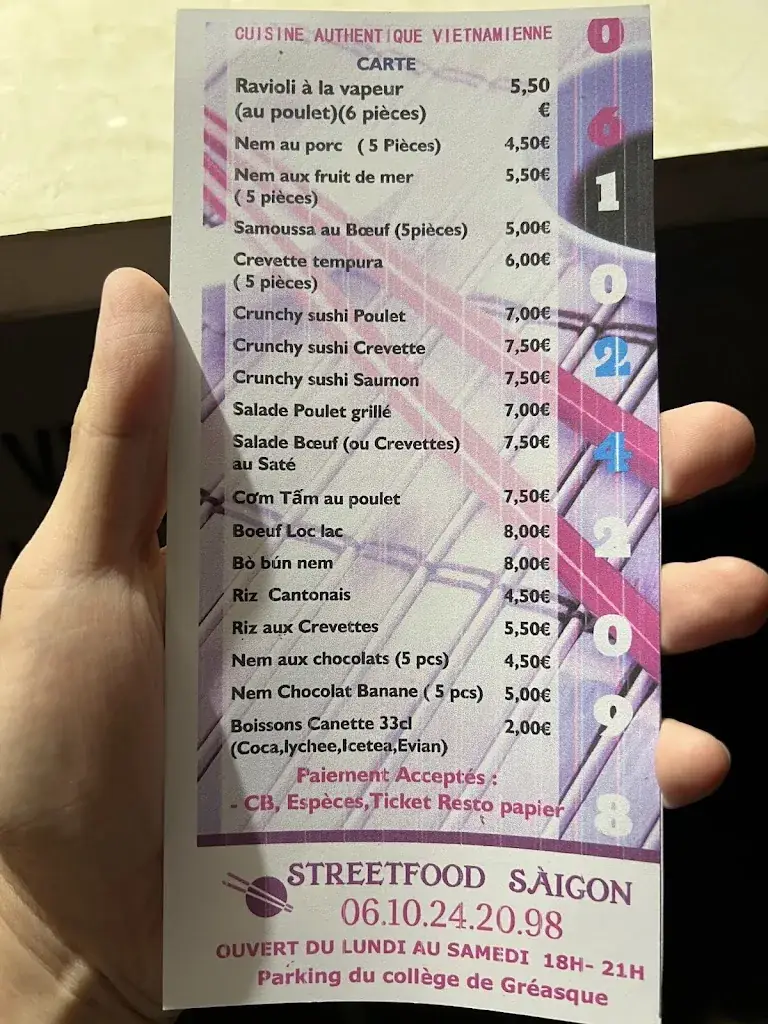 CUISINE AUTHENTIQUE VIETNAMIENNE
CARTE
Ravioli à la vapeur 5,50
(au poulet)(6 pièces) €
Nem au porc ( 5 Pièces) 4,50€
Nem aux fruit de mer 5,50€
( 5 pièces)
Samoussa au Bœuf (5pièces) 5,00€
Crevette tempura 6,00€
( 5 pièces)
Crunchy sushi Poulet 7,00€
Crunchy sushi Crevette 7,50€
Crunchy sushi Saumon 7,50€
Salade Poulet grillé 7,00€
Salade Bœuf (ou Crevettes) 7,50€
au Saté
Cơm Tấm au poulet 7,50€
Boeuf Loc lac 8,00€
Bò bún nem 8,00€
Riz Cantonais 4,50€
Riz aux Crevettes 5,50€
Nem aux chocolats (5 pcs) 4,50€
Nem Chocolat Banane ( 5 pcs) 5,00€
Boissons Canette 33cl 2,00€
(Coca,lychee,Icetea,Evian)
Paiement Acceptés :
- CB, Espèces,Ticket Resto papier
0
6
1
0
2
4
2
0
9
8
STREETFOOD SÀIGON
06.10.24.20.98
OUVERT DU LUNDI AU SAMEDI 18H- 21H
Parking du collège de Gréasque